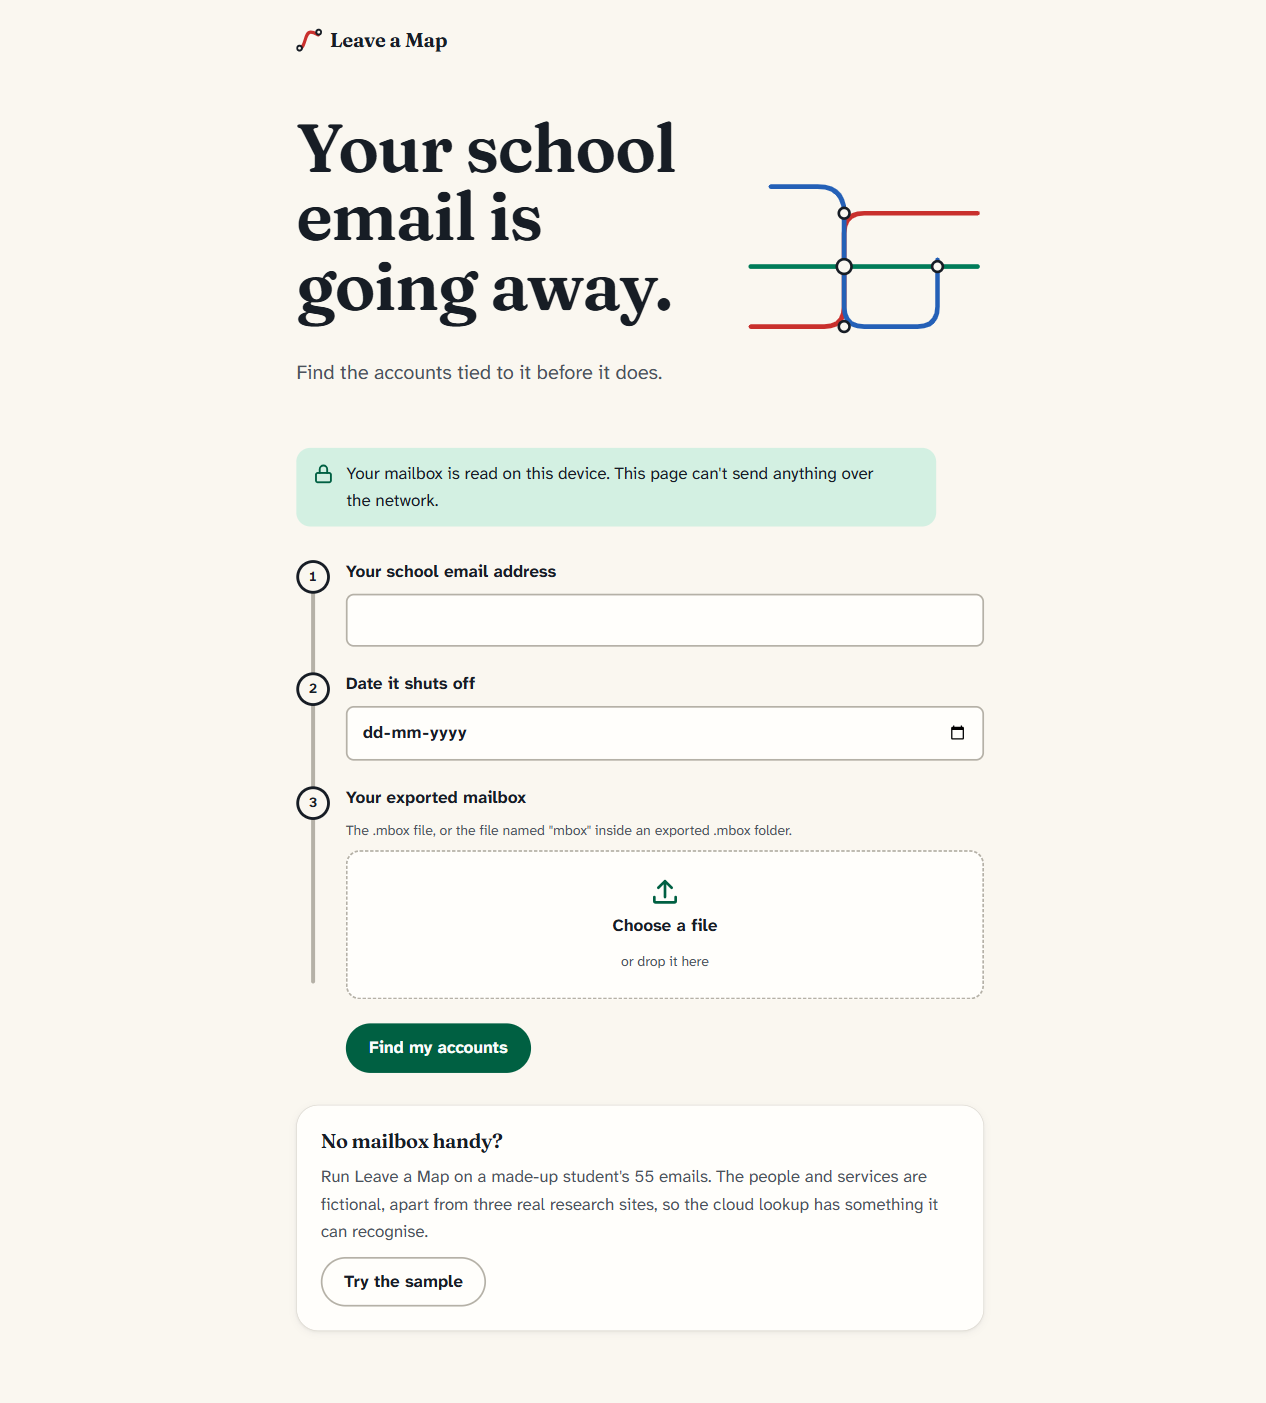 Leave a Map
Your school
email is
going away.
Find the accounts tied to it before it does.
Your mailbox is read on this device. This page can't send anything over
the network.
1
Your school email address
2
Date it shuts off
dd-mm-yyyy
3
Your exported mailbox
The .mbox file, or the file named "mbox" inside an exported .mbox folder.
Choose a file
or drop it here
Find my accounts
No mailbox handy?
Run Leave a Map on a made-up student's 55 emails. The people and services are
fictional, apart from three real research sites, so the cloud lookup has something it
can recognise.
Try the sample